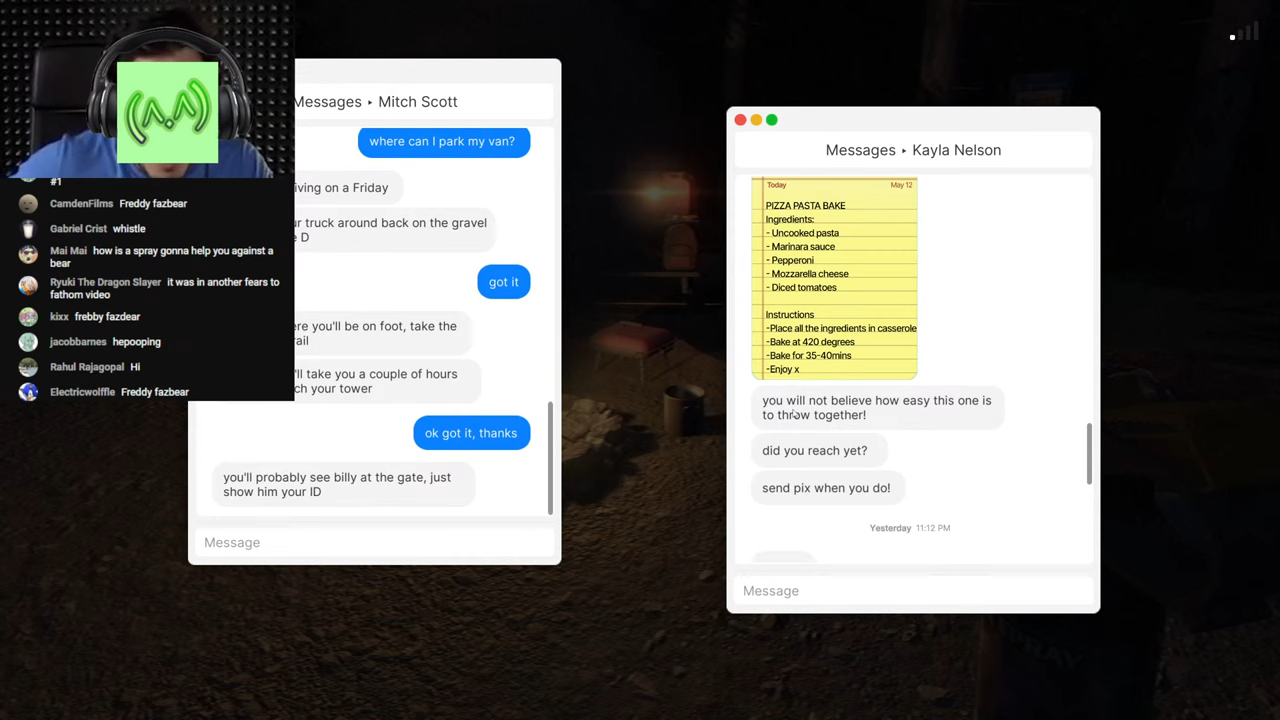 #1
CamdenFilms Freddy fazbear
Gabriel Crist whistle
Mai Mai how is a spray gonna help you against a
bear
Ryuki The Dragon Slayer it was in another fears to
fathom video
kixx frebby fazdear
jacobbarnes hepooping
Rahul Rajagopal Hi
Electricwolffle Freddy fazbear
Messages ▸ Mitch Scott
where can I park my van?
iving on a Friday
ur truck around back on the gravel
e D
got it
ere you'll be on foot, take the
rail
'll take you a couple of hours
ch your tower
ok got it, thanks
you'll probably see billy at the gate, just
show him your ID
Message
Messages ▸ Kayla Nelson
Today May 12
PIZZA PASTA BAKE
Ingredients:
- Uncooked pasta
- Marinara sauce
- Pepperoni
- Mozzarella cheese
- Diced tomatoes
Instructions
-Place all the ingredients in casserole
-Bake at 420 degrees
-Bake for 35-40mins
-Enjoy x
you will not believe how easy this one is
to throw together!
did you reach yet?
send pix when you do!
Yesterday 11:12 PM
Message